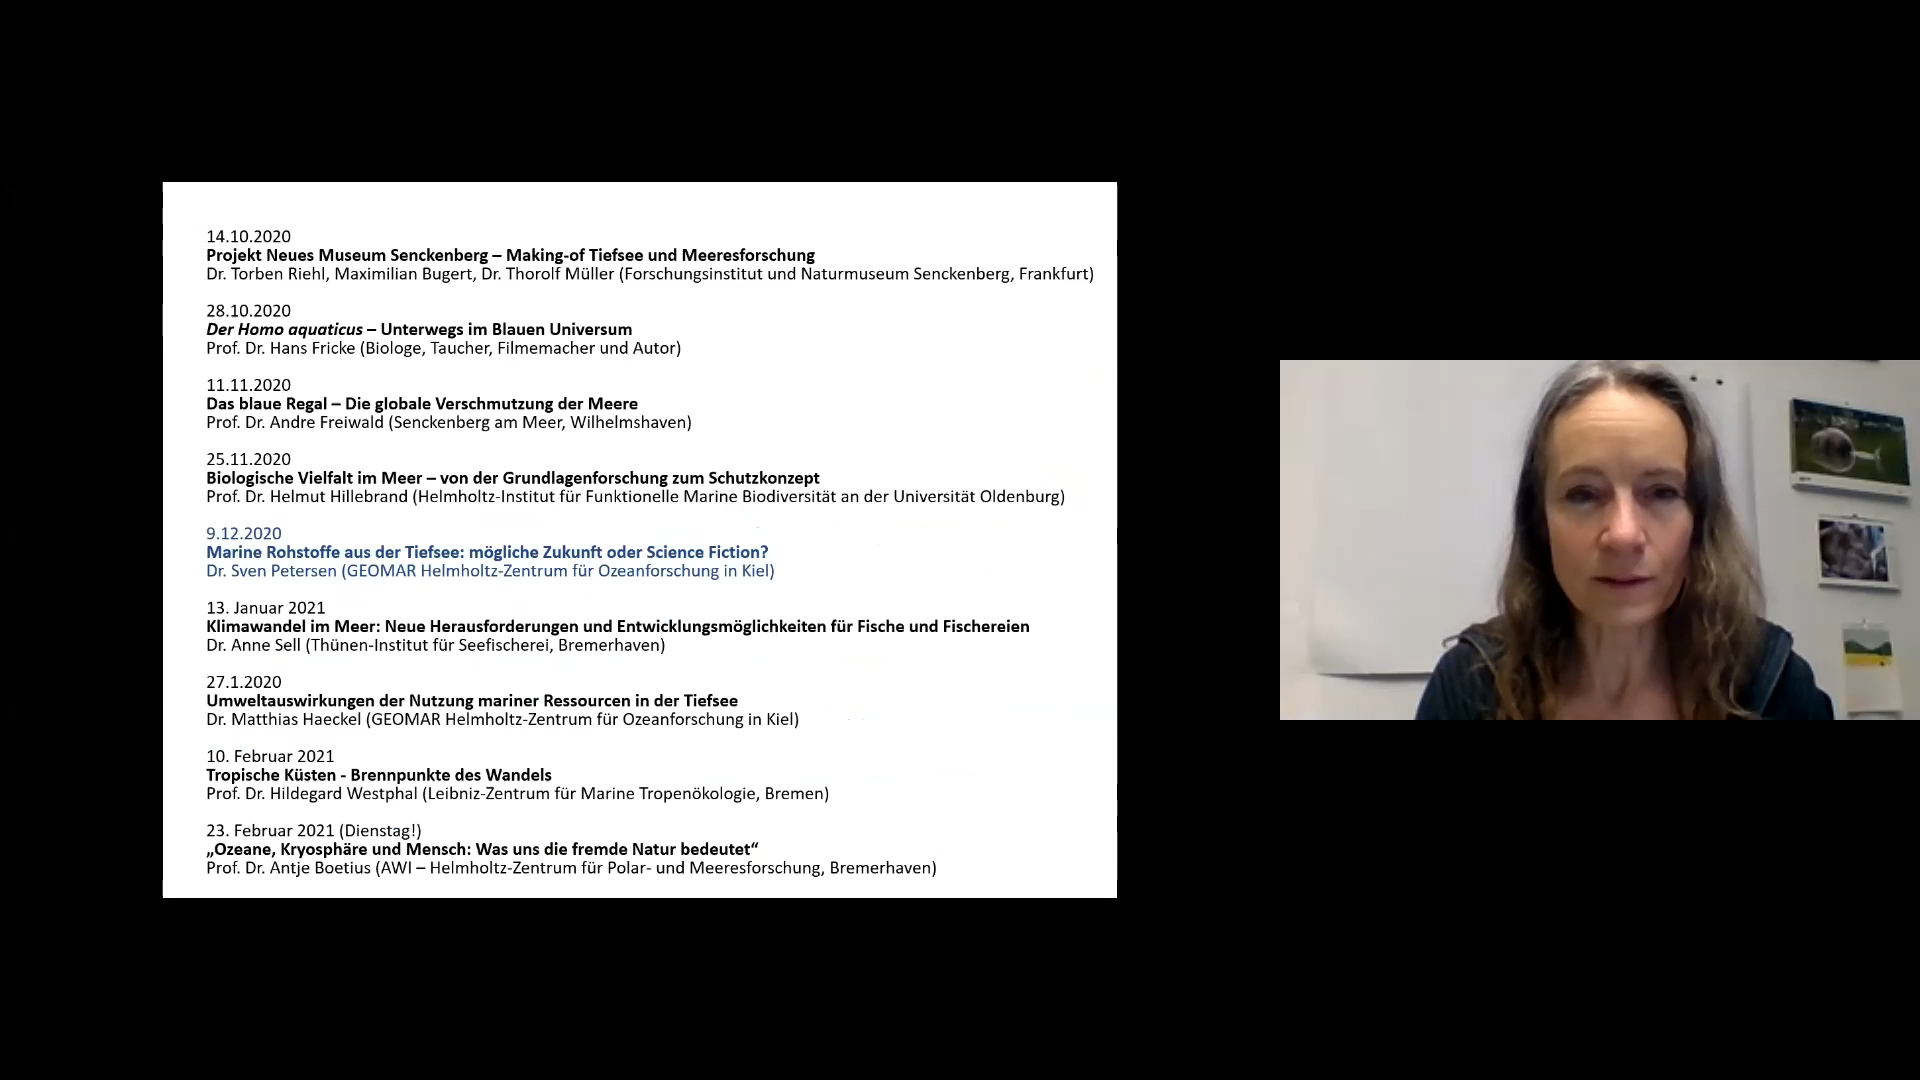 14.10.2020
Projekt Neues Museum Senckenberg – Making-of Tiefsee und Meeresforschung
Dr. Torben Riehl, Maximilian Bugert, Dr. Thorolf Müller (Forschungsinstitut und Naturmuseum Senckenberg, Frankfurt)
28.10.2020
Der Homo aquaticus – Unterwegs im Blauen Universum
Prof. Dr. Hans Fricke (Biologe, Taucher, Filmemacher und Autor)
11.11.2020
Das blaue Regal – Die globale Verschmutzung der Meere
Prof. Dr. Andre Freiwald (Senckenberg am Meer, Wilhelmshaven)
25.11.2020
Biologische Vielfalt im Meer – von der Grundlagenforschung zum Schutzkonzept
Prof. Dr. Helmut Hillebrand (Helmholtz-Institut für Funktionelle Marine Biodiversität an der Universität Oldenburg)
9.12.2020
Marine Rohstoffe aus der Tiefsee: mögliche Zukunft oder Science Fiction?
Dr. Sven Petersen (GEOMAR Helmholtz-Zentrum für Ozeanforschung in Kiel)
13. Januar 2021
Klimawandel im Meer: Neue Herausforderungen und Entwicklungsmöglichkeiten für Fische und Fischereien
Dr. Anne Sell (Thünen-Institut für Seefischerei, Bremerhaven)
27.1.2020
Umweltauswirkungen der Nutzung mariner Ressourcen in der Tiefsee
Dr. Matthias Haeckel (GEOMAR Helmholtz-Zentrum für Ozeanforschung in Kiel)
10. Februar 2021
Tropische Küsten - Brennpunkte des Wandels
Prof. Dr. Hildegard Westphal (Leibniz-Zentrum für Marine Tropenökologie, Bremen)
23. Februar 2021 (Dienstag!)
„Ozeane, Kryosphäre und Mensch: Was uns die fremde Natur bedeutet“
Prof. Dr. Antje Boetius (AWI – Helmholtz-Zentrum für Polar- und Meeresforschung, Bremerhaven)